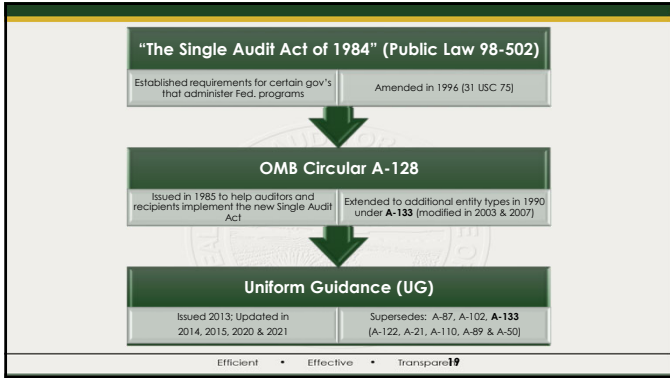 “The Single Audit Act of 1984” (Public Law 98-502)
Established requirements for certain gov’s
that administer Fed. programs
Amended in 1996 (31 USC 75)
OMB Circular A-128
Issued in 1985 to help auditors and
recipients implement the new Single Audit
Act
Extended to additional entity types in 1990
under A-133 (modified in 2003 & 2007)
Uniform Guidance (UG)
Issued 2013; Updated in
2014, 2015, 2020 & 2021
Supersedes: A-87, A-102, A-133
(A-122, A-21, A-110, A-89 & A-50)
Efficient • Effective • Transparent
19